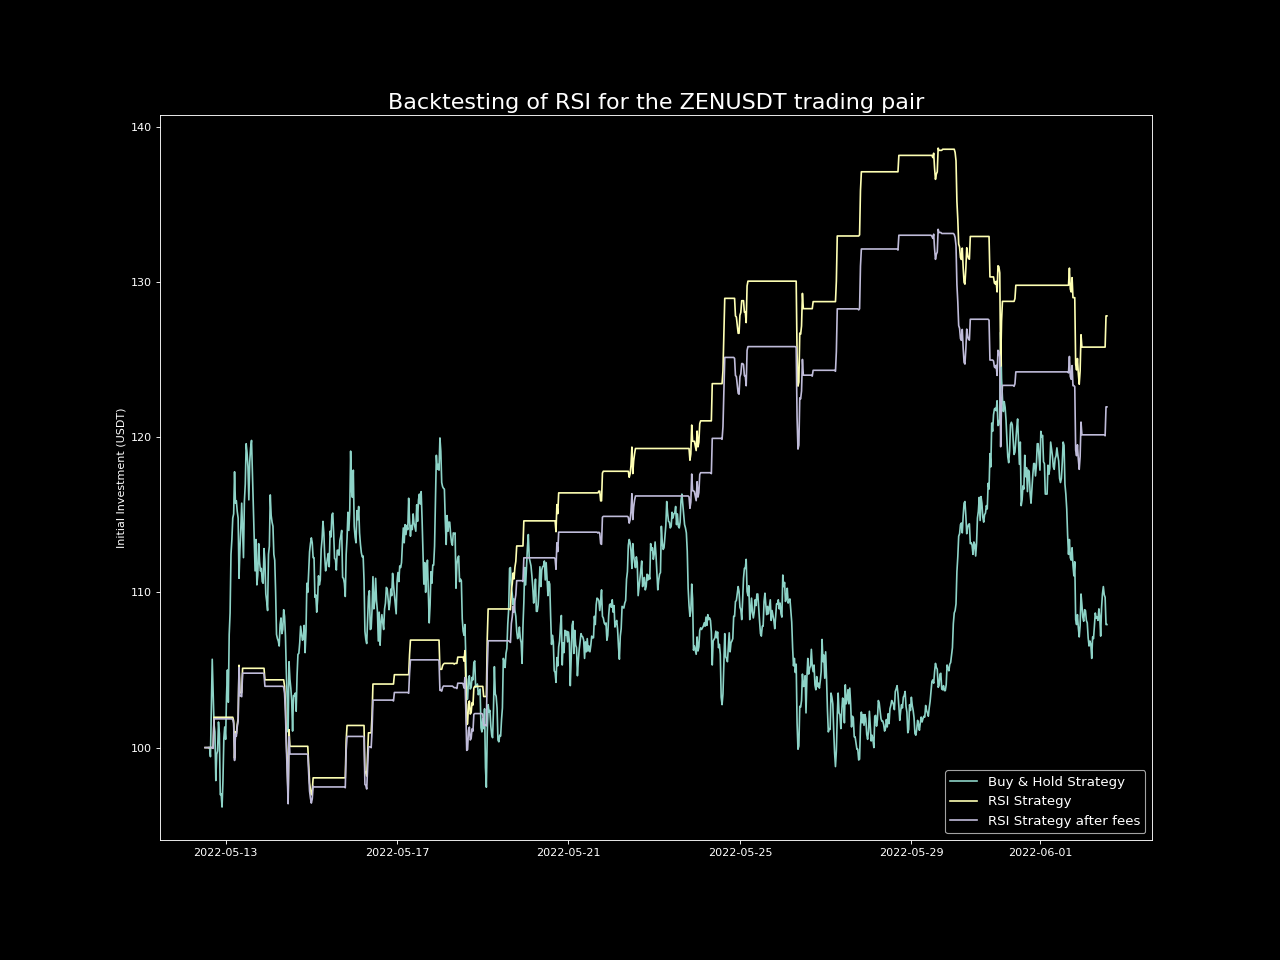 Backtesting of RSI for the ZENUSDT trading pair
140
130
120
110
100
Initial Investment (USDT)
2022-05-13
2022-05-17
2022-05-21
2022-05-25
2022-05-29
2022-06-01
Buy & Hold Strategy
RSI Strategy
RSI Strategy after fees